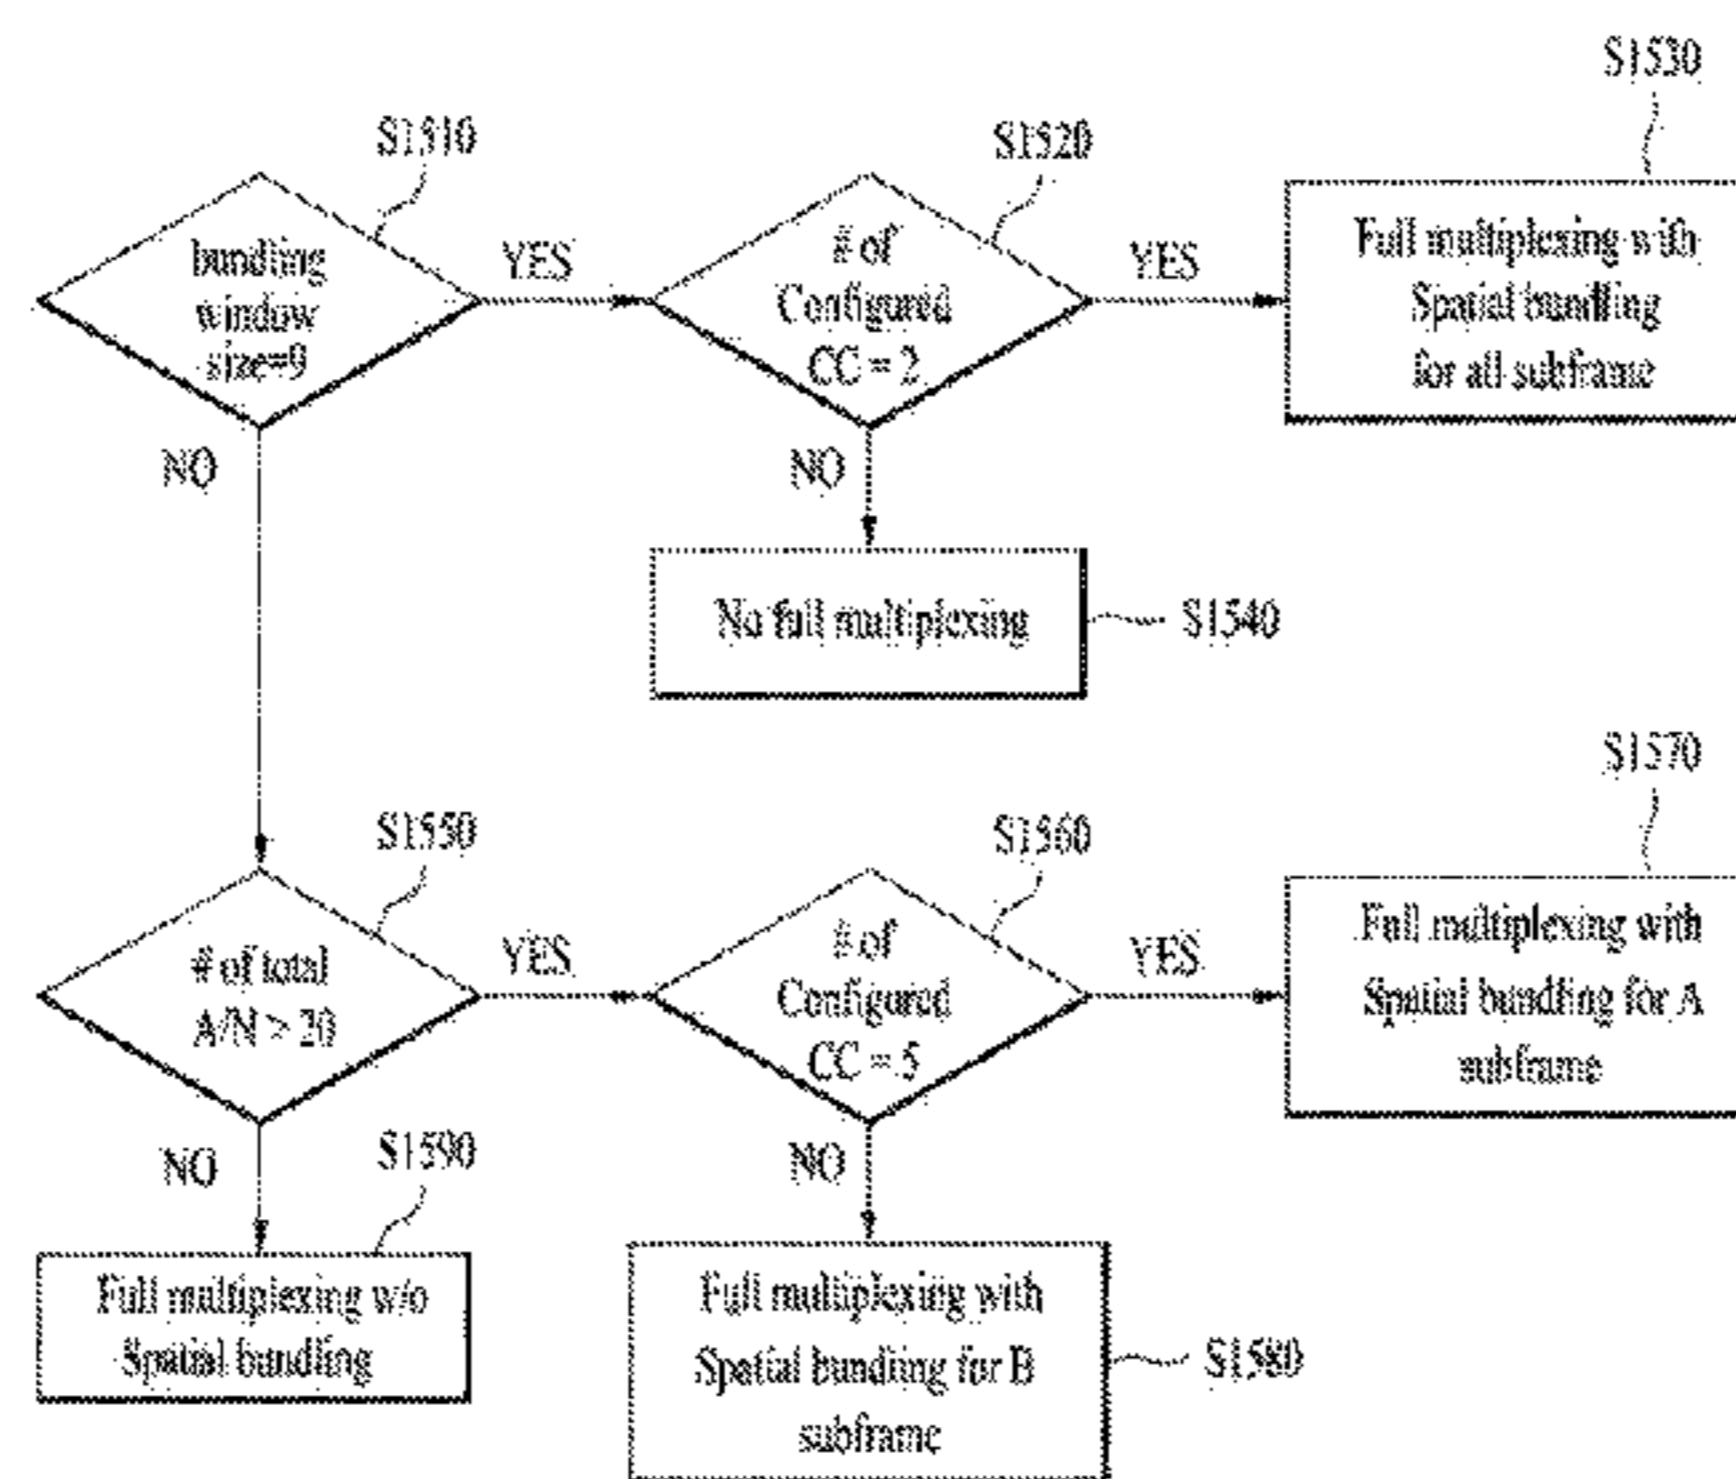 S1510
bundling
window
size=9
YES
NO
S1520
# of
Configured
CC = 2
YES
NO
S1530
Full multiplexing with
Spatial bundling
for all subframe
No full multiplexing
S1540
S1550
# of total
A/N > 20
YES
NO
S1560
# of
Configured
CC = 5
YES
NO
S1570
Full multiplexing with
Spatial bundling for A
subframe
S1590
Full multiplexing w/o
Spatial bundling
Full multiplexing with
Spatial bundling for B
subframe
S1580